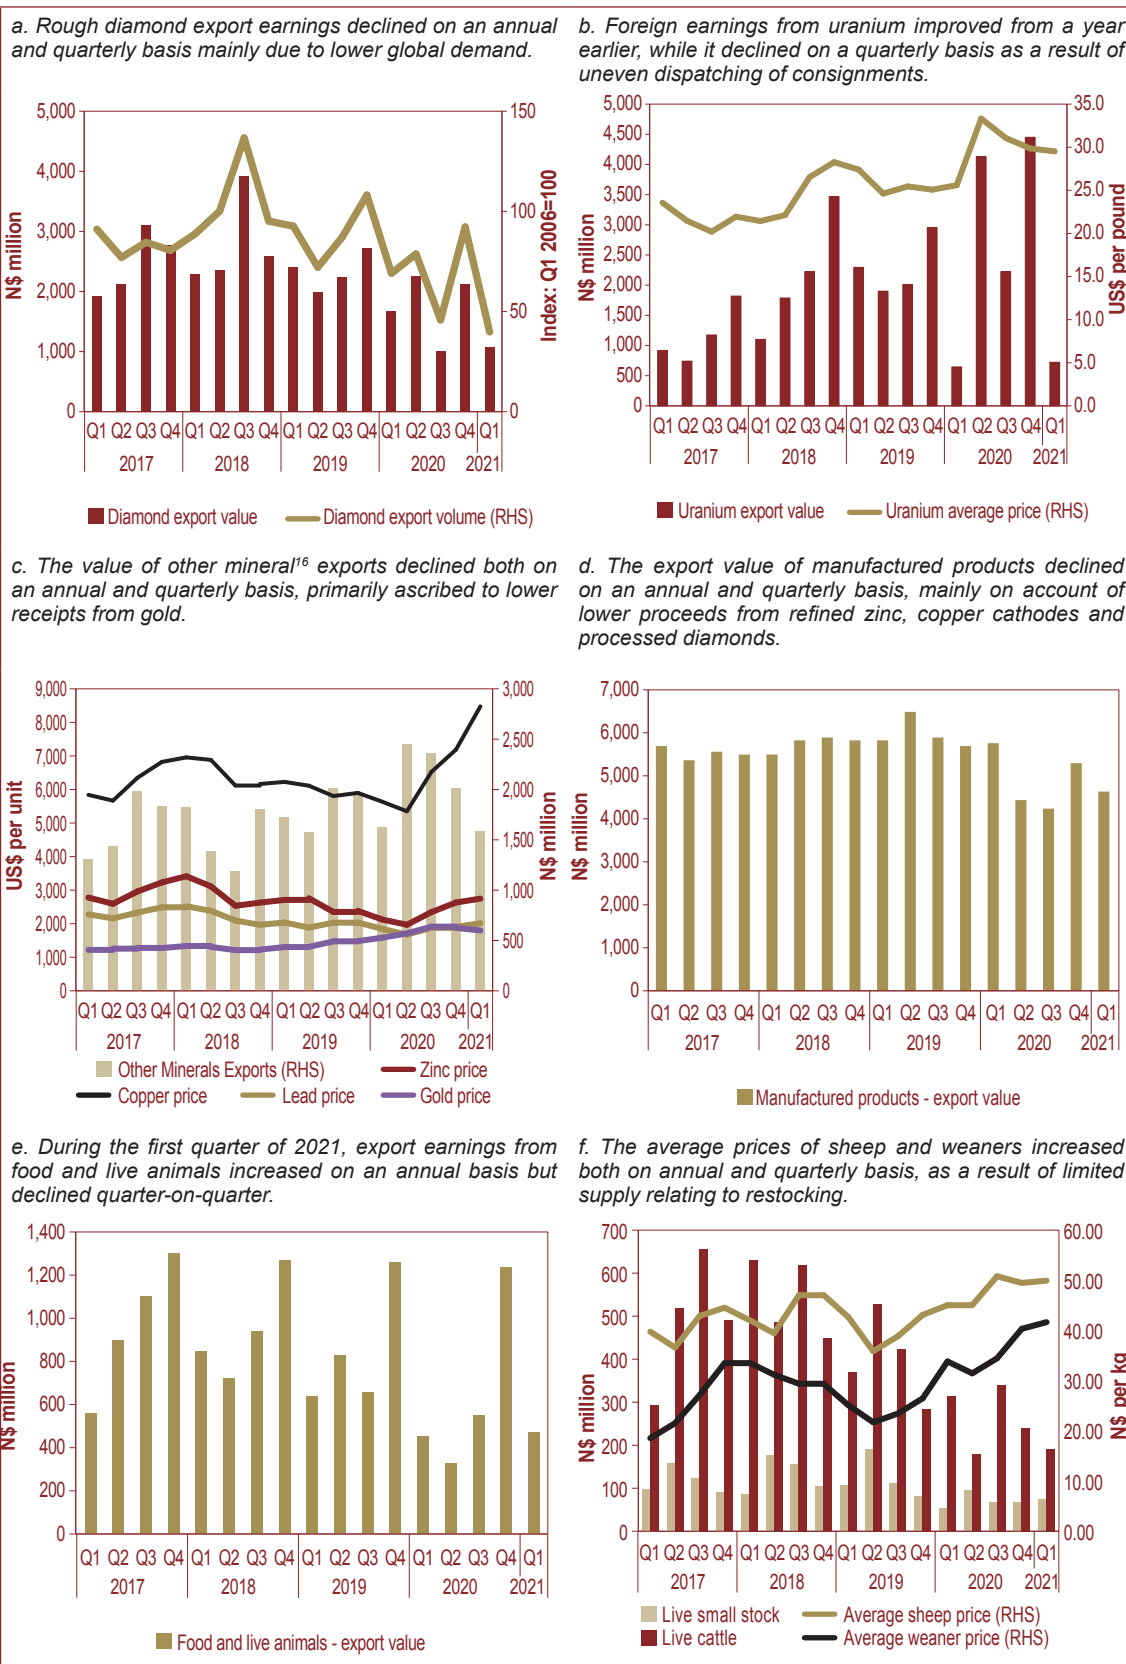 a. Rough diamond export earnings declined on an annual
and quarterly basis mainly due to lower global demand.
5,000
4,000
3,000
2,000
1,000
0
N$ million
150
100
50
0
Index: Q1 2006=100
Q1 Q2 Q3 Q4 Q1 Q2 Q3 Q4 Q1 Q2 Q3 Q4 Q1 Q2 Q3 Q4 Q1
2017 2018 2019 2020 2021
Diamond export value Diamond export volume (RHS)
b. Foreign earnings from uranium improved from a year
earlier, while it declined on a quarterly basis as a result of
uneven dispatching of consignments.
5,000
4,500
4,000
3,500
3,000
2,500
2,000
1,500
1,000
500
0
N$ million
35.0
30.0
25.0
20.0
15.0
10.0
5.0
0.0
US$ per pound
Q1 Q2 Q3 Q4 Q1 Q2 Q3 Q4 Q1 Q2 Q3 Q4 Q1 Q2 Q3 Q4 Q1
2017 2018 2019 2020 2021
Uranium export value Uranium average price (RHS)
c. The value of other mineral16 exports declined both on
an annual and quarterly basis, primarily ascribed to lower
receipts from gold.
9,000
8,000
7,000
6,000
5,000
4,000
3,000
2,000
1,000
0
US$ per unit
3,000
2,500
2,000
1,500
1,000
500
0
N$ million
Q1 Q2 Q3 Q4 Q1 Q2 Q3 Q4 Q1 Q2 Q3 Q4 Q1 Q2 Q3 Q4 Q1
2017 2018 2019 2020 2021
Other Minerals Exports (RHS) Zinc price
Copper price Lead price Gold price
d. The export value of manufactured products declined
on an annual and quarterly basis, mainly on account of
lower proceeds from refined zinc, copper cathodes and
processed diamonds.
7,000
6,000
5,000
4,000
3,000
2,000
1,000
0
N$ million
Q1 Q2 Q3 Q4 Q1 Q2 Q3 Q4 Q1 Q2 Q3 Q4 Q1 Q2 Q3 Q4 Q1
2017 2018 2019 2020 2021
Manufactured products - export value
e. During the first quarter of 2021, export earnings from
food and live animals increased on an annual basis but
declined quarter-on-quarter.
1,400
1,200
1,000
800
600
400
200
0
N$ million
Q1 Q2 Q3 Q4 Q1 Q2 Q3 Q4 Q1 Q2 Q3 Q4 Q1 Q2 Q3 Q4 Q1
2017 2018 2019 2020 2021
Food and live animals - export value
f. The average prices of sheep and weaners increased
both on annual and quarterly basis, as a result of limited
supply relating to restocking.
700
600
500
400
300
200
100
0
N$ million
60.00
50.00
40.00
30.00
20.00
10.00
0.00
N$ per kg
Q1 Q2 Q3 Q4 Q1 Q2 Q3 Q4 Q1 Q2 Q3 Q4 Q1 Q2 Q3 Q4 Q1
2017 2018 2019 2020 2021
Live small stock Average sheep price (RHS)
Live cattle Average weaner price (RHS)